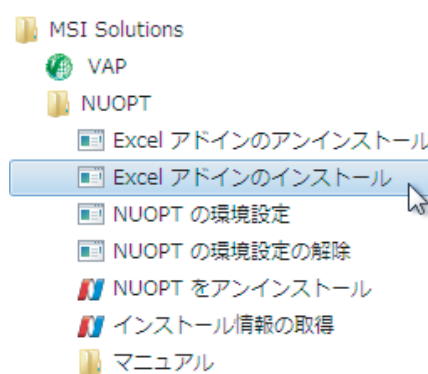 MSI Solutions
VAP
NUOPT
Excel アドインのアンインストール
Excel アドインのインストール
NUOPT の環境設定
NUOPT の環境設定の解除
NUOPT をアンインストール
インストール情報の取得
マニュアル